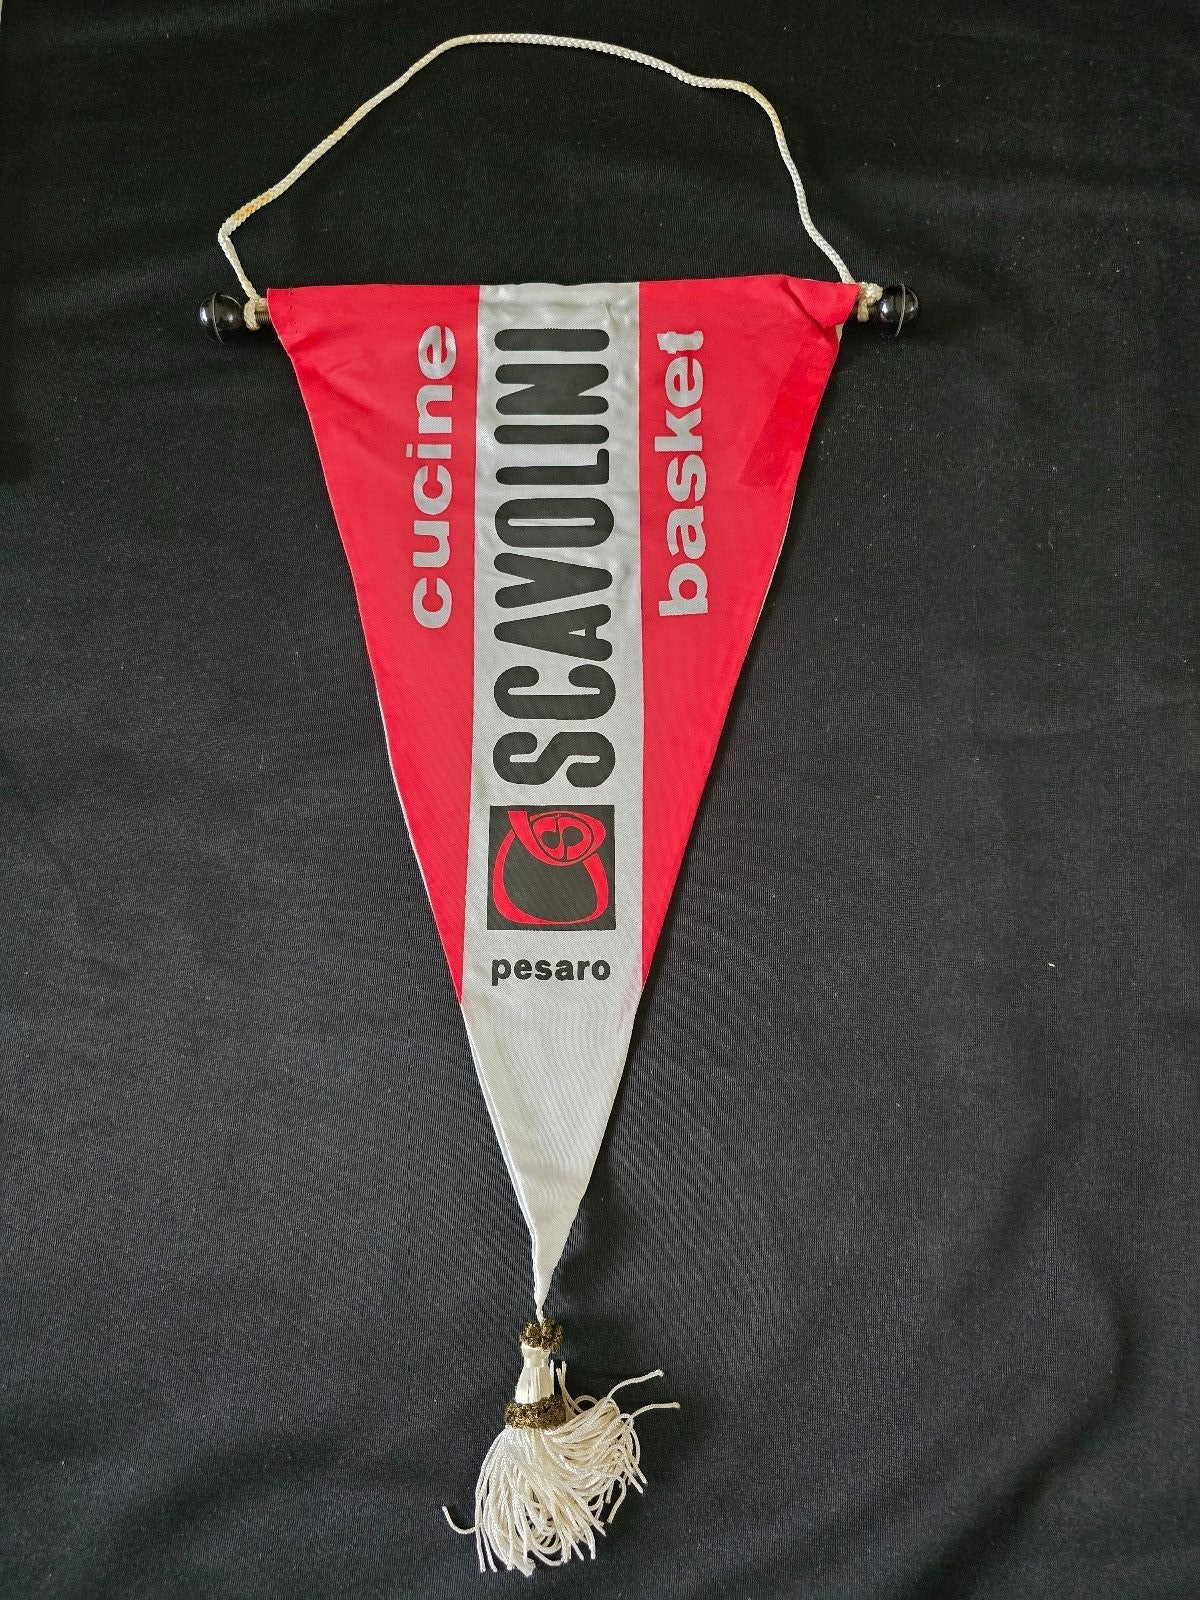 cucine
SCAVOLINI
basket
pesaro